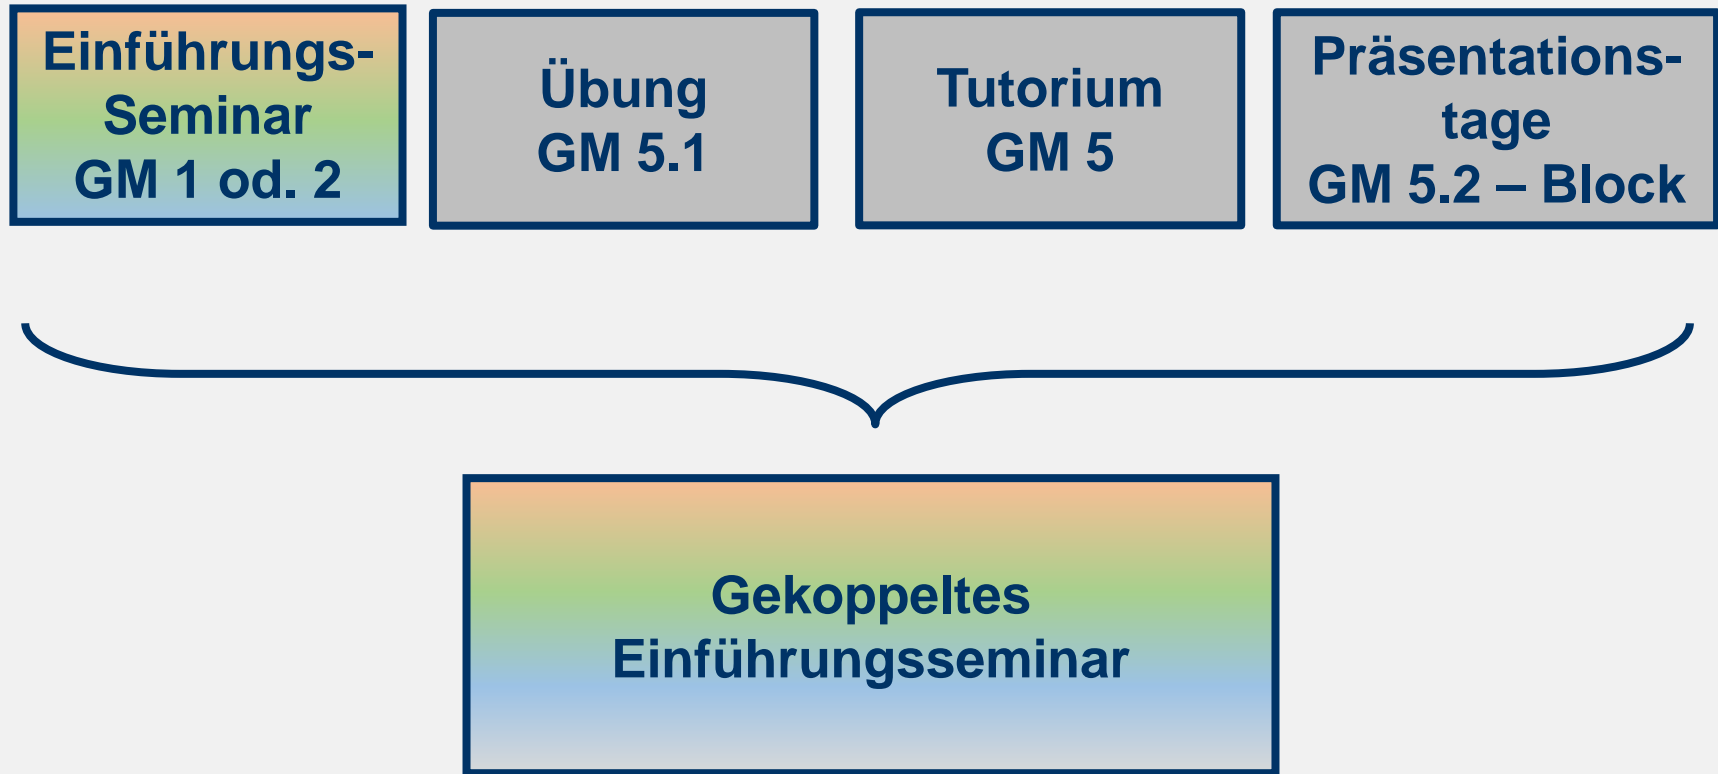 Einführungs-
Seminar
GM 1 od. 2
Übung
GM 5.1
Tutorium
GM 5
Präsentations-
tage
GM 5.2 – Block
Gekoppeltes
Einführungsseminar